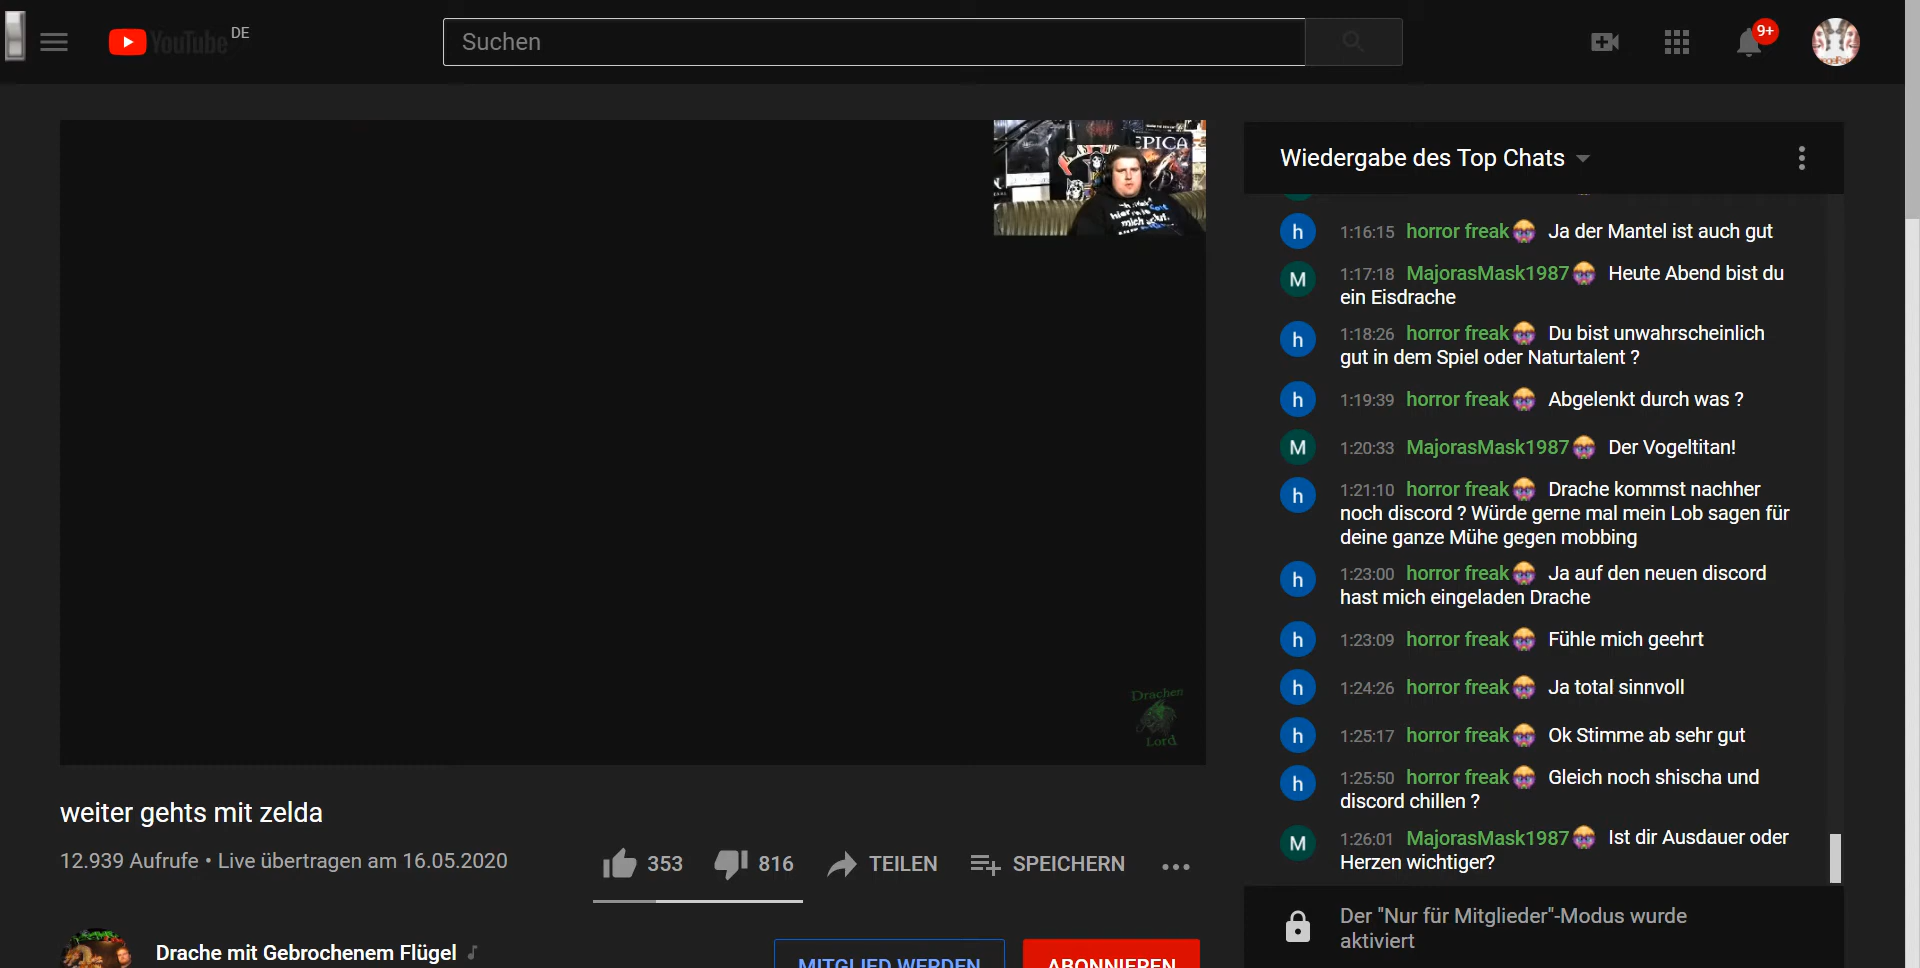 YouTube DE
Suchen
9+
EPICA
Drachen
Lord
weiter gehts mit zelda
12.939 Aufrufe • Live übertragen am 16.05.2020
353
816
TEILEN
SPEICHERN
Drache mit Gebrochenem Flügel
MITGLIED WERDEN
ABONNIEREN
Wiedergabe des Top Chats
h 1:16:15 horror freak Ja der Mantel ist auch gut
M 1:17:18 MajorasMask1987 Heute Abend bist du
ein Eisdrache
h 1:18:26 horror freak Du bist unwahrscheinlich
gut in dem Spiel oder Naturtalent ?
h 1:19:39 horror freak Abgelenkt durch was ?
M 1:20:33 MajorasMask1987 Der Vogeltitan!
h 1:21:10 horror freak Drache kommst nachher
noch discord ? Würde gerne mal mein Lob sagen für
deine ganze Mühe gegen mobbing
h 1:23:00 horror freak Ja auf den neuen discord
hast mich eingeladen Drache
h 1:23:09 horror freak Fühle mich geehrt
h 1:24:26 horror freak Ja total sinnvoll
h 1:25:17 horror freak Ok Stimme ab sehr gut
h 1:25:50 horror freak Gleich noch shischa und
discord chillen ?
M 1:26:01 MajorasMask1987 Ist dir Ausdauer oder
Herzen wichtiger?
Der "Nur für Mitglieder"-Modus wurde
aktiviert